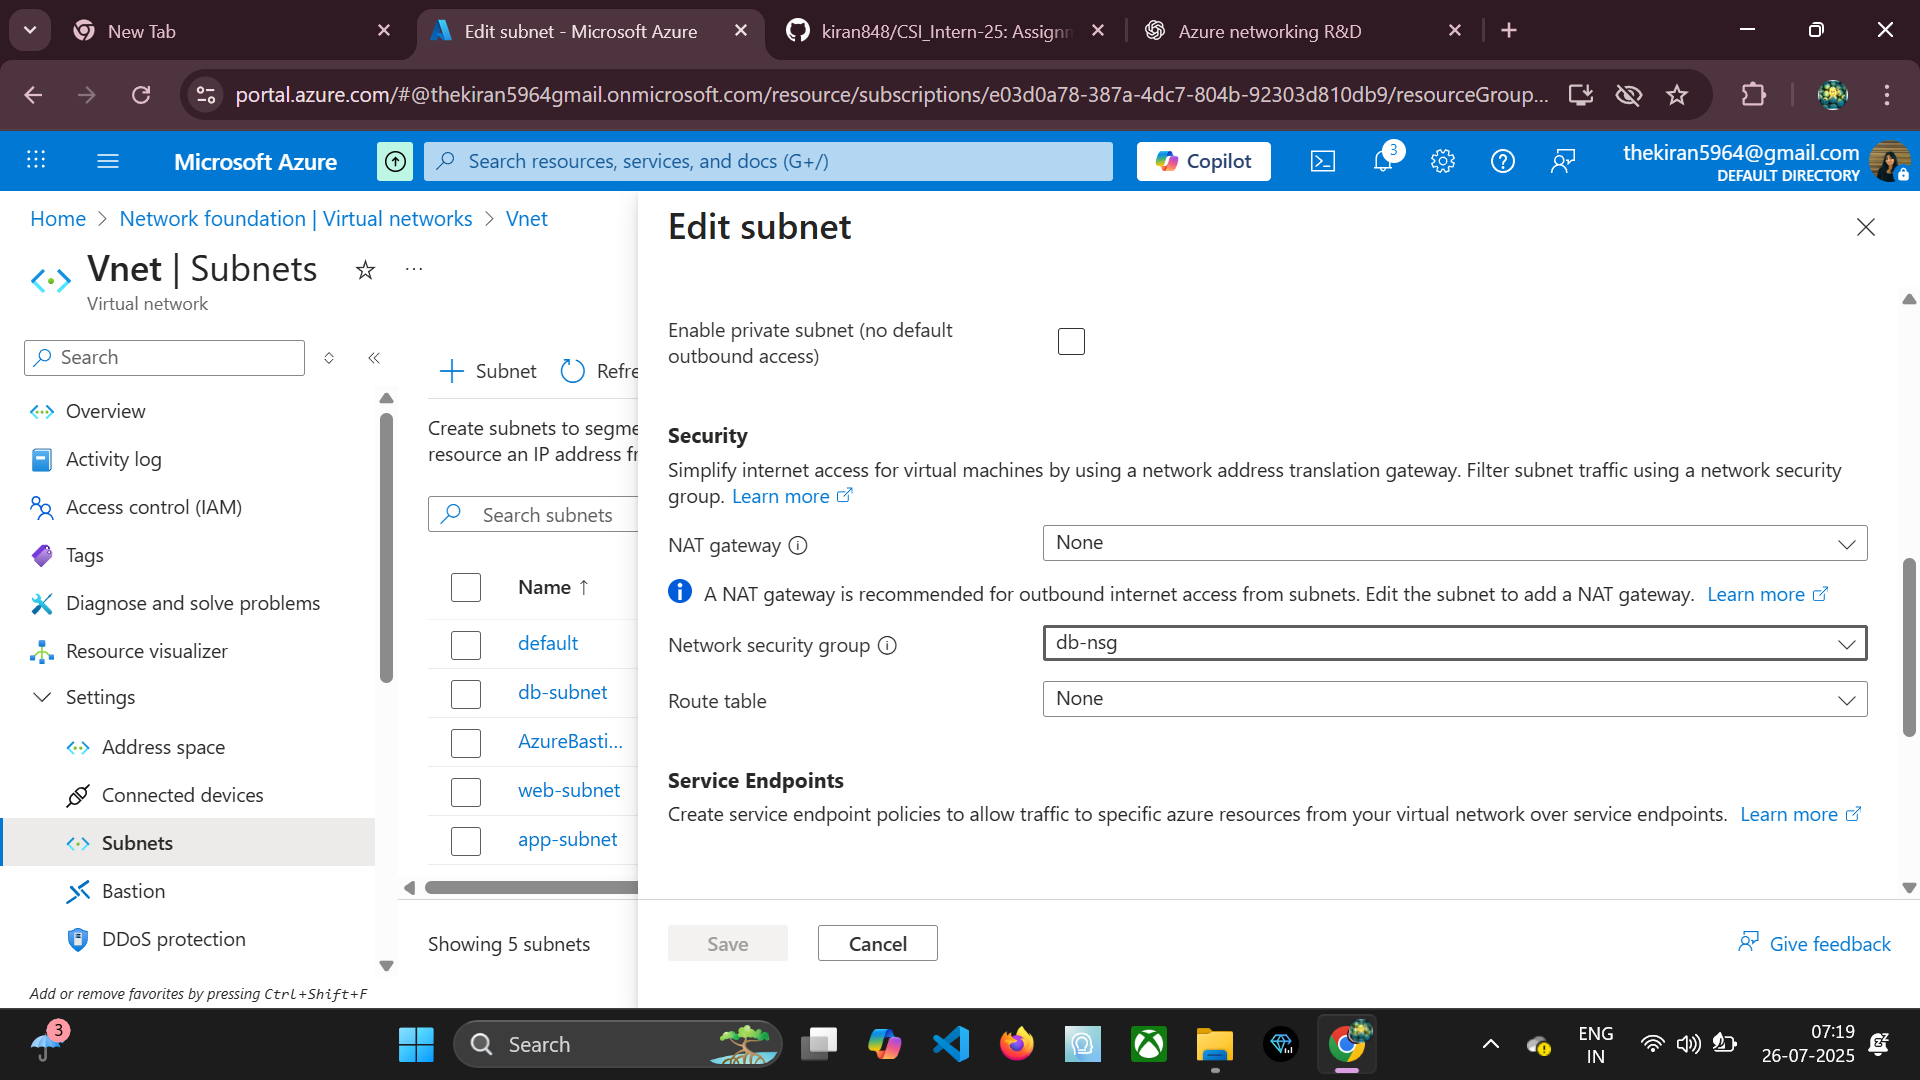 New Tab
Edit subnet - Microsoft Azure
kiran848/CSI_Intern-25: Assignm
Azure networking R&D
portal.azure.com/#@thekiran5964gmail.onmicrosoft.com/resource/subscriptions/e03d0a78-387a-4dc7-804b-92303d810db9/resourceGroup...
Microsoft Azure
Search resources, services, and docs (G+/)
Copilot
3
thekiran5964@gmail.com
DEFAULT DIRECTORY
Home > Network foundation | Virtual networks > Vnet
Vnet | Subnets
Virtual network
Search
Overview
Activity log
Access control (IAM)
Tags
Diagnose and solve problems
Resource visualizer
Settings
Address space
Connected devices
Subnets
Bastion
DDoS protection
Add or remove favorites by pressing Ctrl+Shift+F
+ Subnet
Refre
Create subnets to segme
resource an IP address fr
Search subnets
Name ↑
default
db-subnet
AzureBasti...
web-subnet
app-subnet
Showing 5 subnets
Edit subnet
Enable private subnet (no default
outbound access)
Security
Simplify internet access for virtual machines by using a network address translation gateway. Filter subnet traffic using a network security
group. Learn more
NAT gateway
None
A NAT gateway is recommended for outbound internet access from subnets. Edit the subnet to add a NAT gateway. Learn more
Network security group
db-nsg
Route table
None
Service Endpoints
Create service endpoint policies to allow traffic to specific azure resources from your virtual network over service endpoints. Learn more
Save
Cancel
Give feedback
3
Search
ENG
IN
07:19
26-07-2025